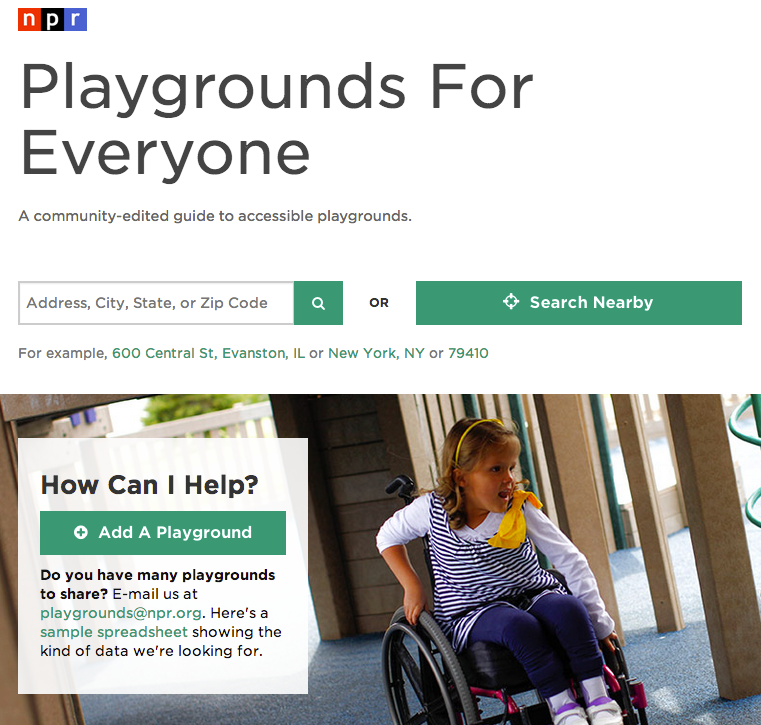 npr
Playgrounds For
Everyone
A community-edited guide to accessible playgrounds.
Address, City, State, or Zip Code
OR
Search Nearby
For example, 600 Central St, Evanston, IL or New York, NY or 79410
How Can I Help?
Add A Playground
Do you have many playgrounds
to share? E-mail us at
playgrounds@npr.org. Here's a
sample spreadsheet showing the
kind of data we're looking for.